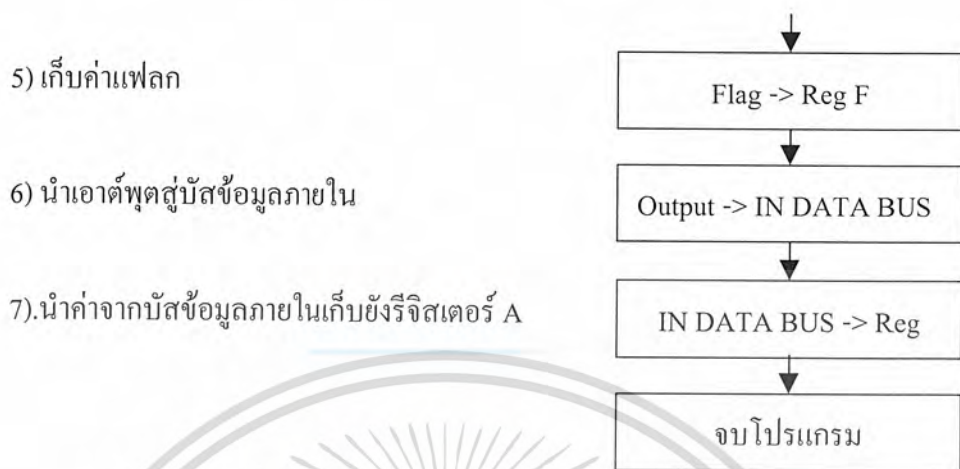 5) เก็บค่าแฟลก
Flag -> Reg F
6) นำเอาต์พุตสู่บัสข้อมูลภายใน
Output -> IN DATA BUS
7).นำค่าจากบัสข้อมูลภายในเก็บยังรีจิสเตอร์ A
IN DATA BUS -> Reg
จบโปรแกรม